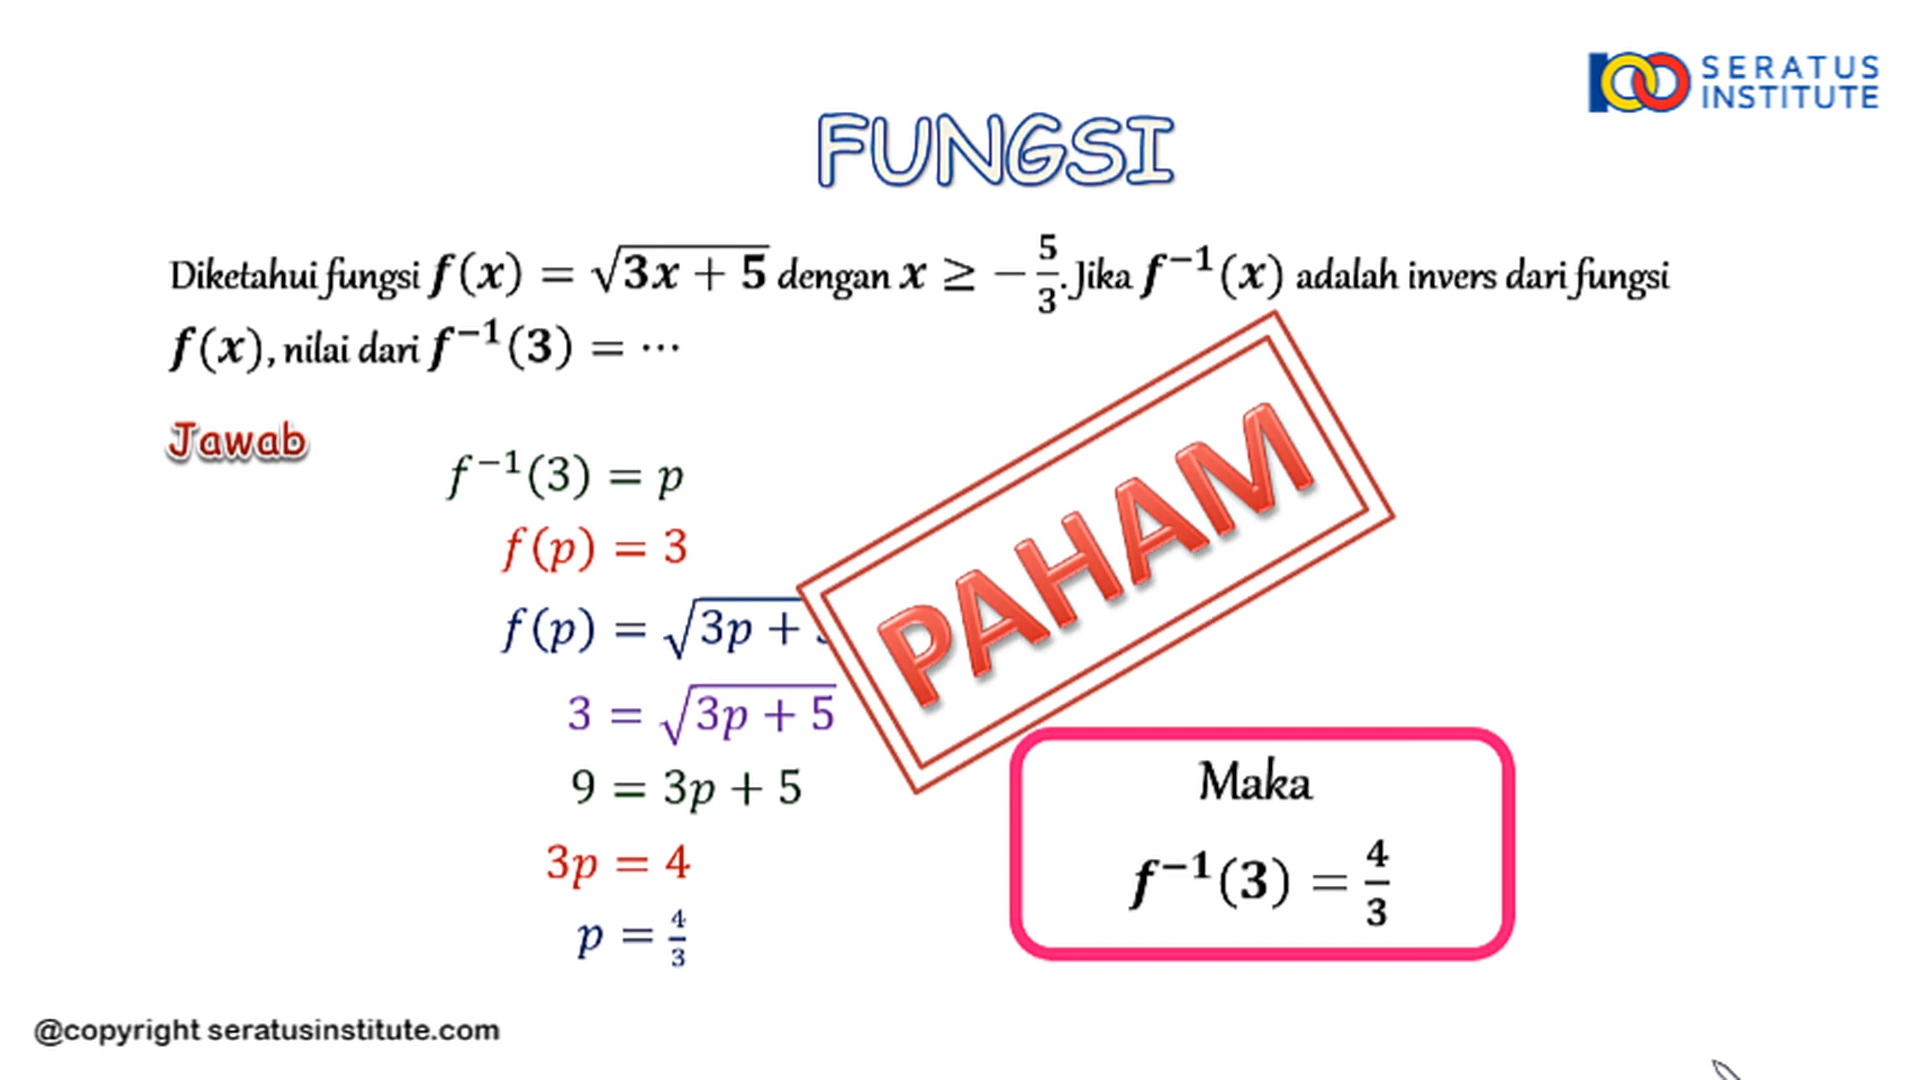 SERATUS
INSTITUTE
FUNGSI
Diketahui fungsi f(x) = √3x + 5 dengan x ≥ −5/3.Jika f⁻¹(x) adalah invers dari fungsi
f(x), nilai dari f⁻¹(3) = ⋯
Jawab
f⁻¹(3) = p
f(p) = 3
f(p) = √3p +
3 = √3p + 5
9 = 3p + 5
3p = 4
p = 4/3
PAHAM
Maka
f⁻¹(3) = 4/3
@copyright seratusinstitute.com